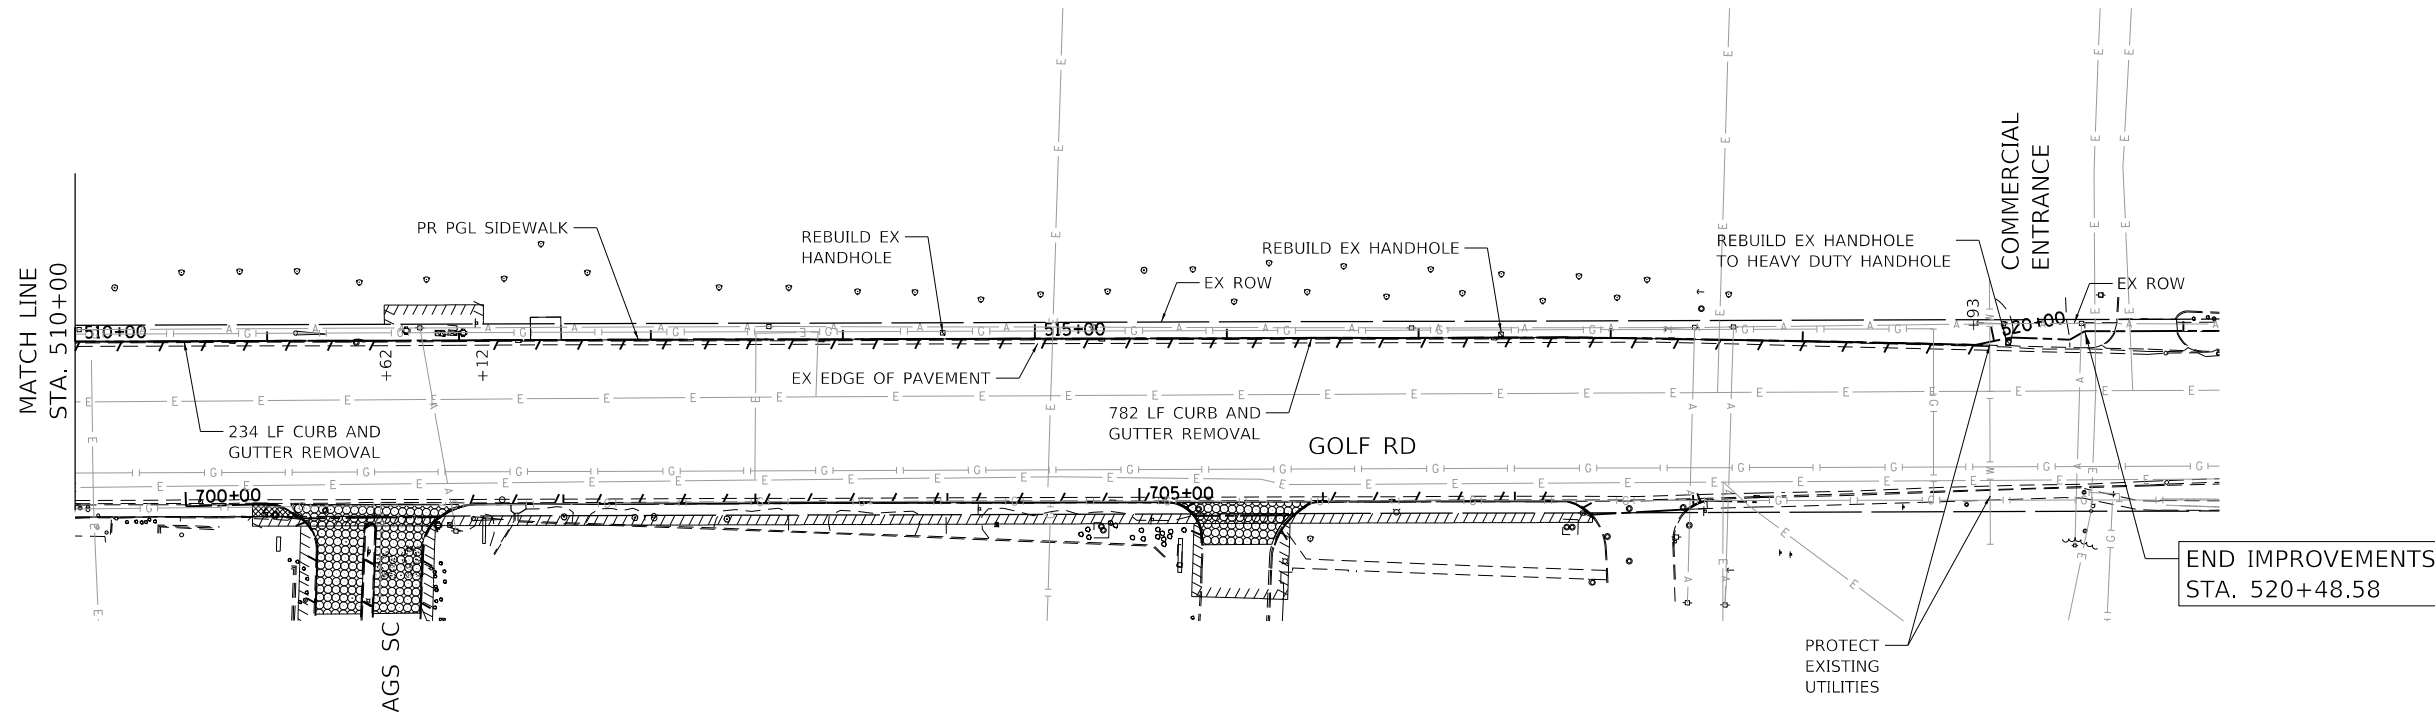 COMMERCIAL
ENTRANCE
PR PGL SIDEWALK
REBUILD EX
HANDHOLE
REBUILD EX HANDHOLE
REBUILD EX HANDHOLE
TO HEAVY DUTY HANDHOLE
EX ROW
EX ROW
MATCH LINE
STA. 510+00
510+00
515+00
520+00
+93
+62
+12
EX EDGE OF PAVEMENT
234 LF CURB AND
GUTTER REMOVAL
782 LF CURB AND
GUTTER REMOVAL
GOLF RD
700+00
705+00
END IMPROVEMENTS
STA. 520+48.58
PROTECT
EXISTING
UTILITIES
AGS SC